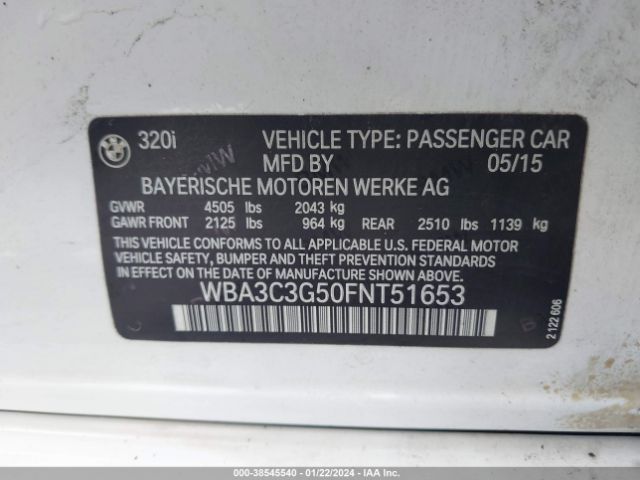 320i VEHICLE TYPE: PASSENGER CAR
MFD BY 05/15
BAYERISCHE MOTOREN WERKE AG
GVWR 4505 lbs 2043 kg
GAWR FRONT 2125 lbs 964 kg REAR 2510 lbs 1139 kg
THIS VEHICLE CONFORMS TO ALL APPLICABLE U.S. FEDERAL MOTOR
VEHICLE SAFETY, BUMPER AND THEFT PREVENTION STANDARDS
IN EFFECT ON THE DATE OF MANUFACTURE SHOWN ABOVE.
WBA3C3G50FNT51653
2 122 606
000-38545540 - 01/22/2024 - IAA Inc.